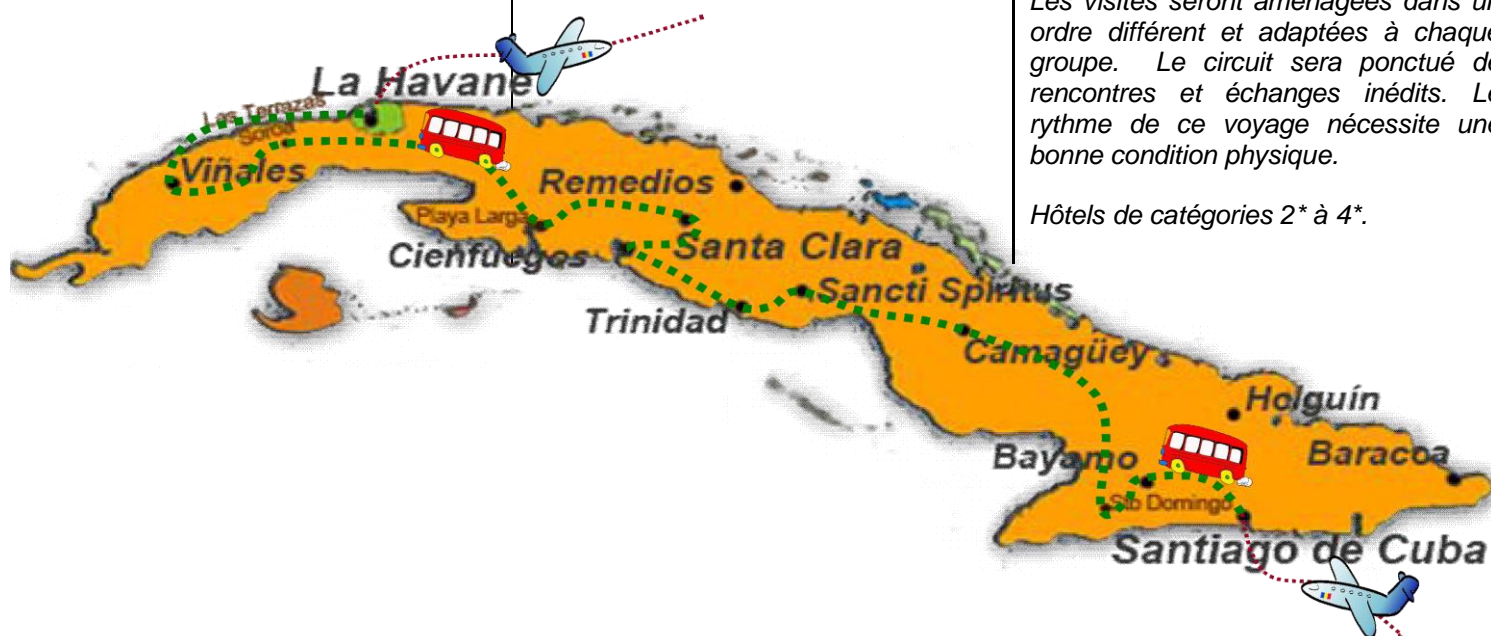 Les visites seront aménagées dans un
ordre différent et adaptées à chaque
groupe. Le circuit sera ponctué de
rencontres et échanges inédits. Le
rythme de ce voyage nécessite une
bonne condition physique.
Hôtels de catégories 2* à 4*.
La Havane
Las Terrazas
Soroa
Viñales
Remedios
Playa Larga
Cienfuegos
Santa Clara
Sancti Spiritus
Trinidad
Camagüey
Holguín
Bayamo
Baracoa
Sto Domingo
Santiago de Cuba